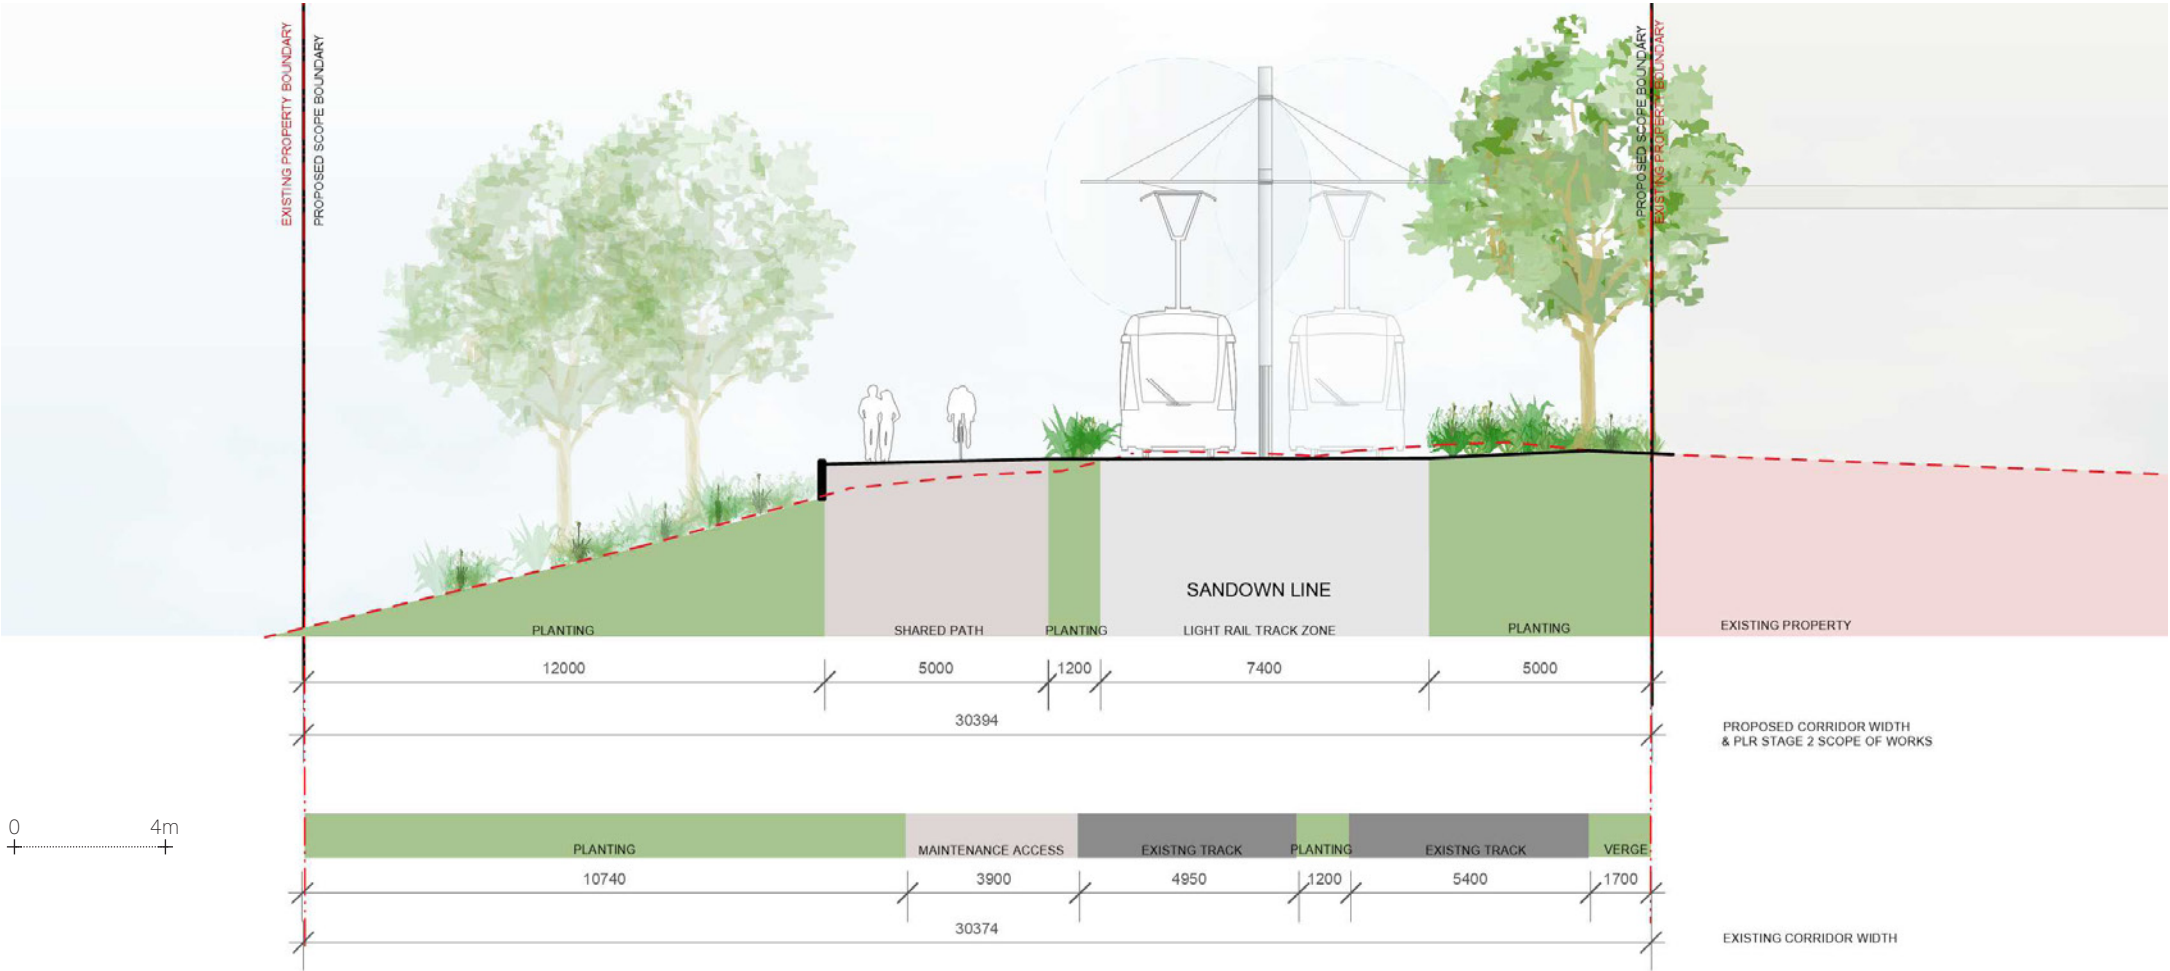 EXISTING PROPERTY BOUNDARY
PROPOSED SCOPE BOUNDARY
PROPOSED SCOPE BOUNDARY
EXISTING PROPERTY BOUNDARY
SANDOWN LINE
PLANTING
SHARED PATH
PLANTING
LIGHT RAIL TRACK ZONE
PLANTING
EXISTING PROPERTY
12000
5000
1200
7400
5000
30394
PROPOSED CORRIDOR WIDTH
& PLR STAGE 2 SCOPE OF WORKS
0
4m
PLANTING
MAINTENANCE ACCESS
EXISTNG TRACK
PLANTING
EXISTNG TRACK
VERGE
10740
3900
4950
1200
5400
1700
30374
EXISTING CORRIDOR WIDTH